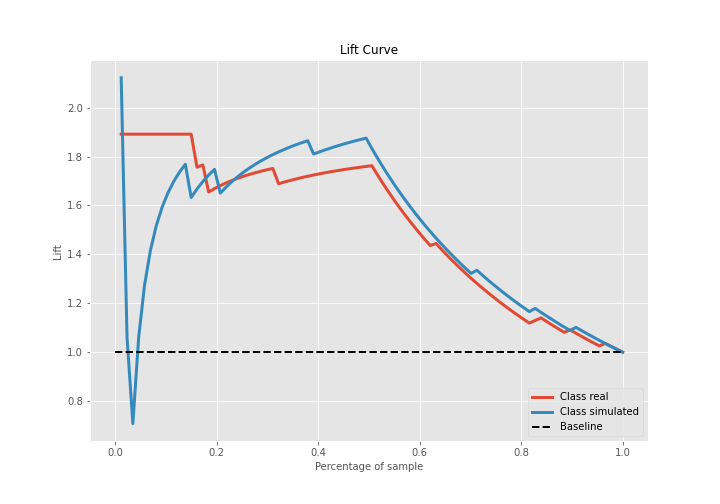 Lift Curve
2.0
1.8
1.6
1.4
1.2
1.0
0.8
Lift
0.0
0.2
0.4
0.6
0.8
1.0
Percentage of sample
Class real
Class simulated
Baseline